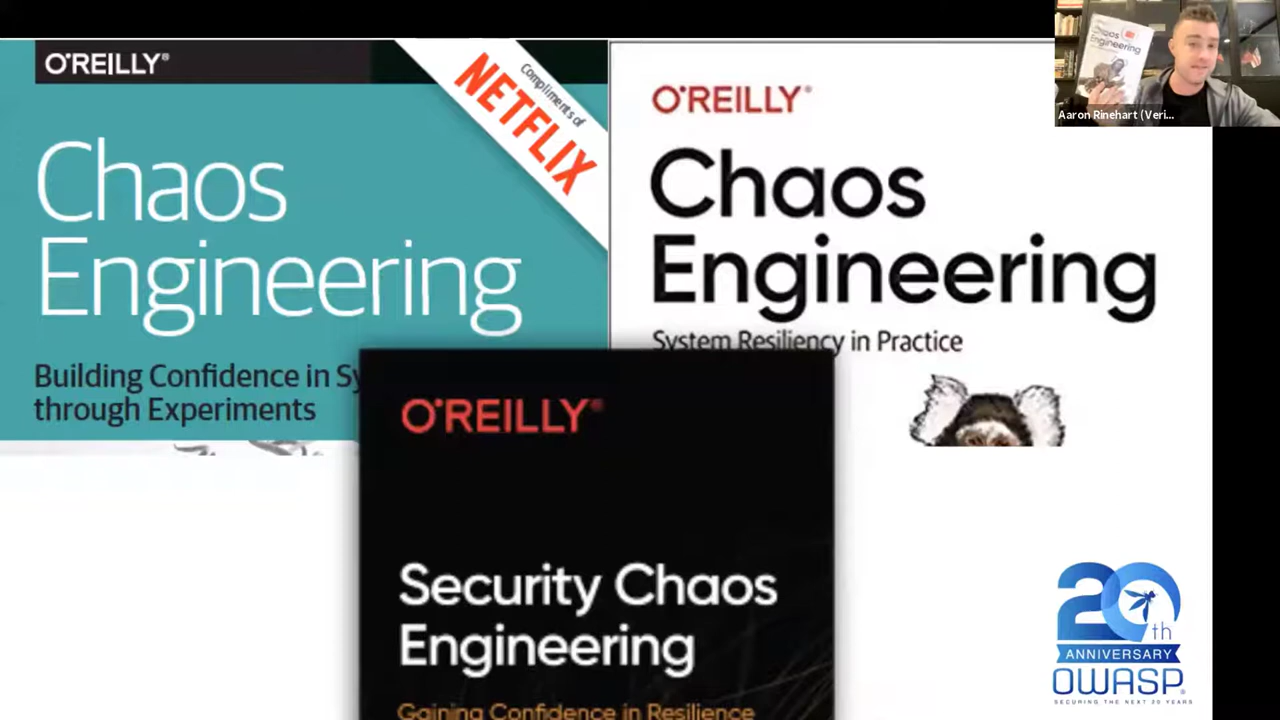 O'REILLY®
Compliments of
NETFLIX
Chaos
Engineering
Building Confidence in Sy
through Experiments
O'REILLY®
Chaos
Engineering
System Resiliency in Practice
O'REILLY®
Security Chaos
Engineering
Gaining Confidence in Resilience
Chaos
Engineering
Aaron Rinehart (Veri...
20th
ANNIVERSARY
OWASP®
SECURING THE NEXT 20 YEARS